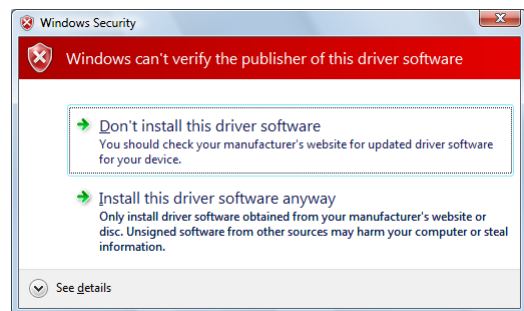 Windows Security
Windows can't verify the publisher of this driver software
Don't install this driver software
You should check your manufacturer's website for updated driver software
for your device.
Install this driver software anyway
Only install driver software obtained from your manufacturer's website or
disc. Unsigned software from other sources may harm your computer or steal
information.
See details